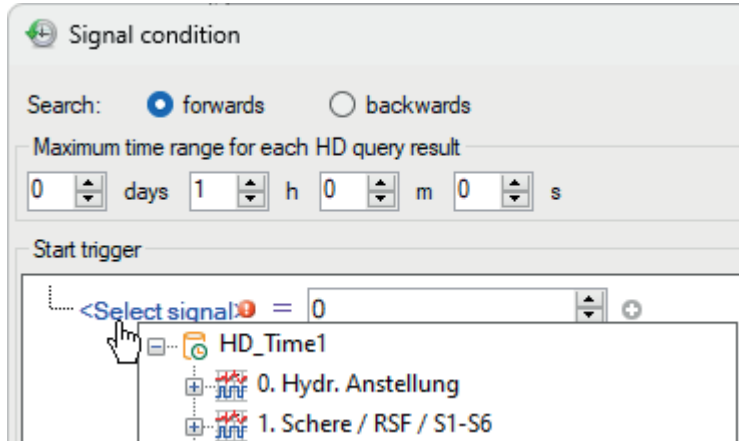 Signal condition
Search: forwards backwards
Maximum time range for each HD query result
0 days 1 h 0 m 0 s
Start trigger
<Select signal> = 0
HD_Time1
0. Hydr. Anstellung
1. Schere / RSF / S1-S6